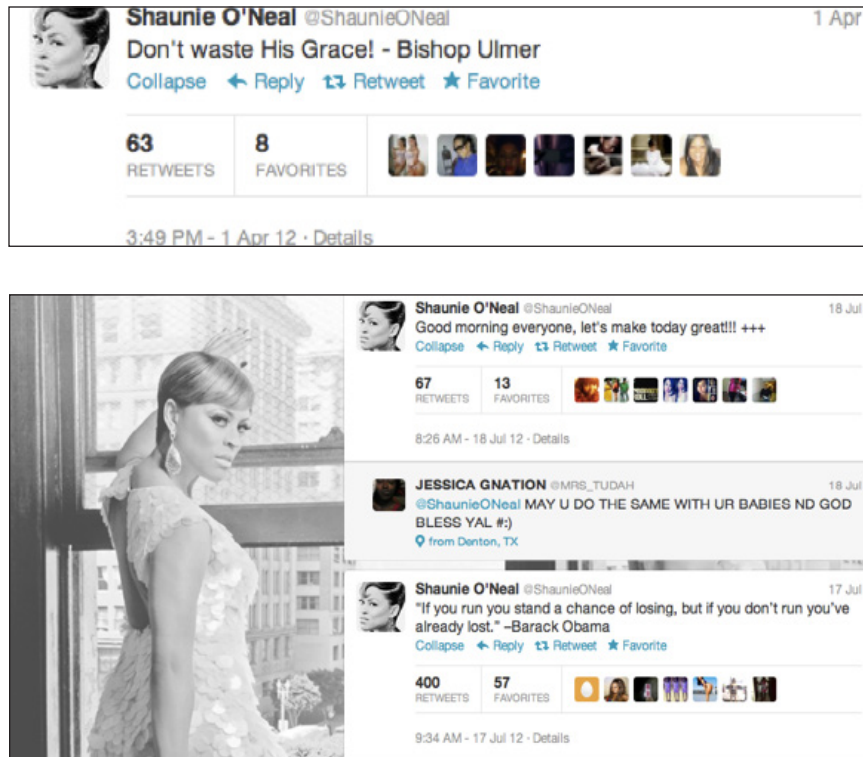 Shaunie O'Neal @ShaunieONeal 1 Apr
Don't waste His Grace! - Bishop Ulmer
Collapse Reply Retweet Favorite
63 8
RETWEETS FAVORITES
3:49 PM - 1 Apr 12 · Details
Shaunie O'Neal @ShaunieONeal 18 Jul
Good morning everyone, let's make today great!!! +++
Collapse Reply Retweet Favorite
67 13
RETWEETS FAVORITES
8:26 AM - 18 Jul 12 · Details
JESSICA GNATION @MRS_TUDAH 18 Jul
@ShaunieONeal MAY U DO THE SAME WITH UR BABIES ND GOD
BLESS YAL #:)
from Denton, TX
Shaunie O'Neal @ShaunieONeal 17 Jul
"If you run you stand a chance of losing, but if you don't run you've
already lost." –Barack Obama
Collapse Reply Retweet Favorite
400 57
RETWEETS FAVORITES
9:34 AM - 17 Jul 12 · Details